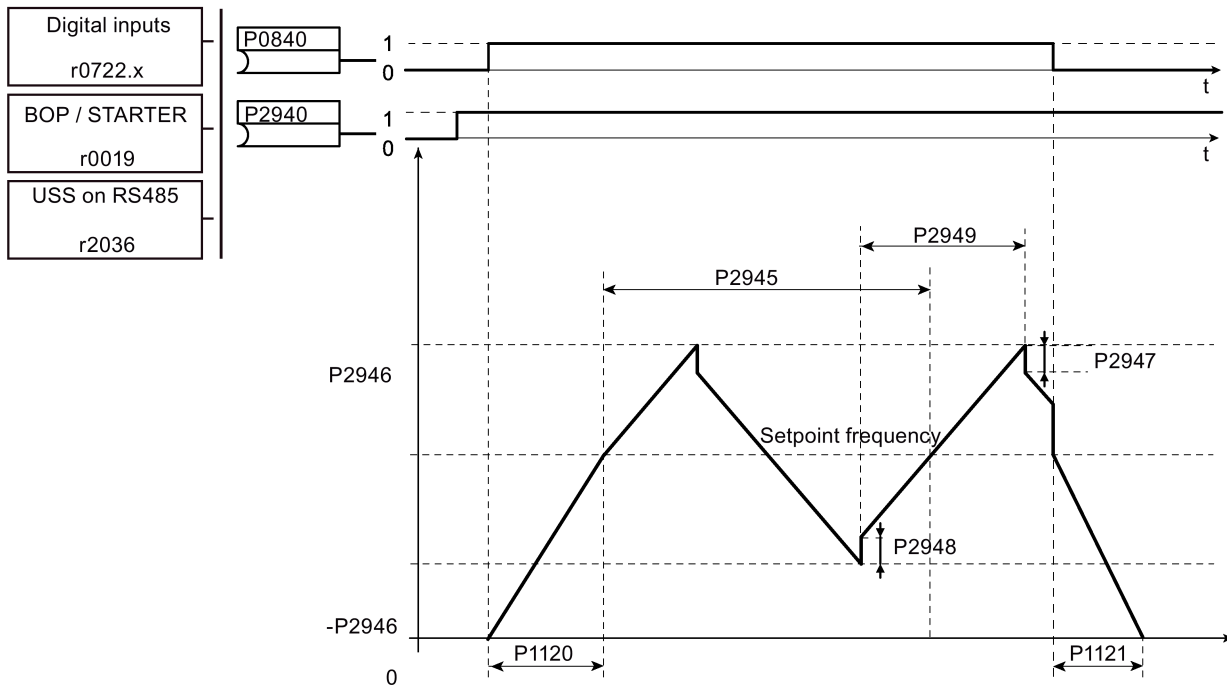 Digital inputs
r0722.x
BOP / STARTER
r0019
USS on RS485
r2036
P0840
1
0
t
P2940
1
0
t
P2949
P2945
P2946
P2947
Setpoint frequency
P2948
-P2946
P1120
P1121
0